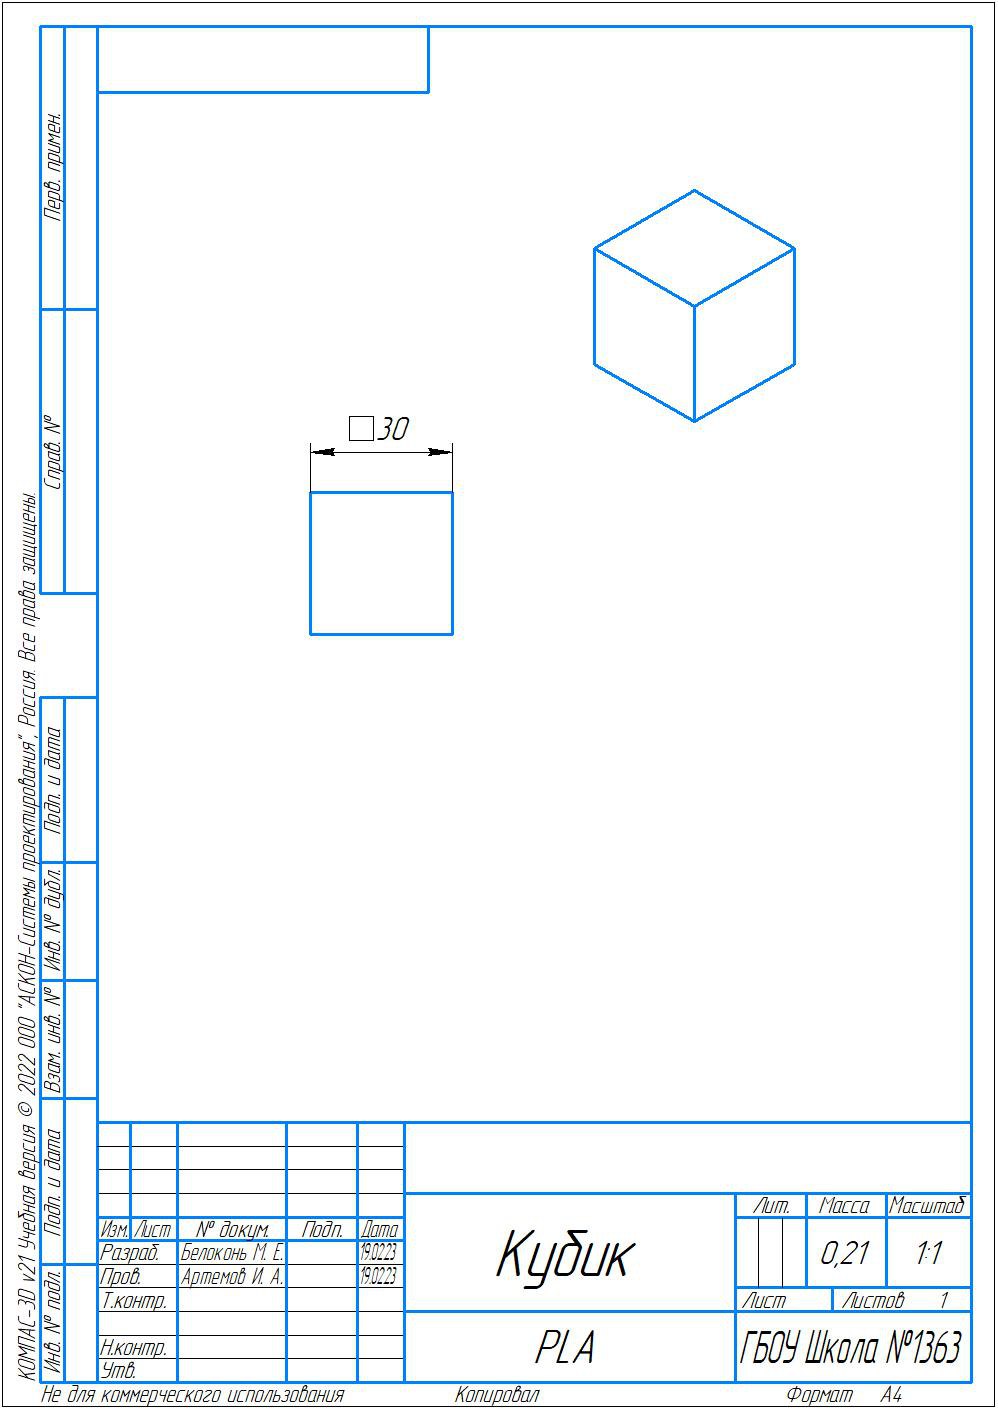 Перв. примен.
Справ. №
□30
Подп. и дата
Инв. № дубл.
Взам. инв. №
Подп. и дата
Инв. № подл.
КОМПАС-3D v21 Учебная версия © 2022 ООО "АСКОН-Системы проектирования", Россия. Все права защищены.
Изм. Лист № докум. Подп. Дата
Разраб. Белоконь М. Е. 19.02.23
Пров. Артемов И. А. 19.02.23
Т.контр.
Н.контр.
Утв.
Кубик
PLA
Лит. Масса Масштаб
0,21 1:1
Лист Листов 1
ГБОУ Школа №1363
Не для коммерческого использования Копировал Формат А4